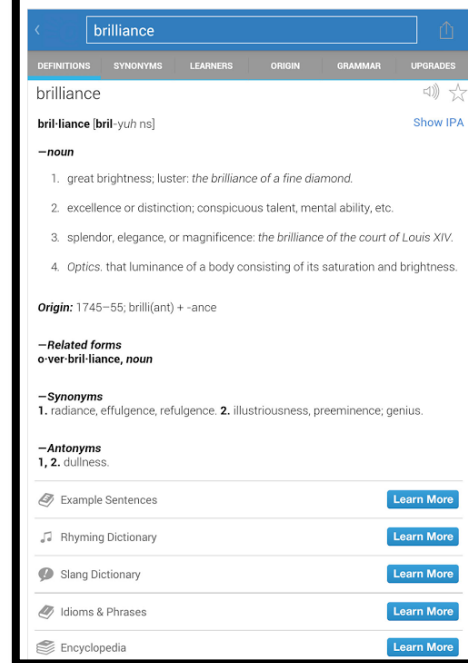 brilliance
DEFINITIONS SYNONYMS LEARNERS ORIGIN GRAMMAR UPGRADES
brilliance
bril·liance [bril-yuh ns] Show IPA
—noun
1. great brightness; luster: the brilliance of a fine diamond.
2. excellence or distinction; conspicuous talent, mental ability, etc.
3. splendor, elegance, or magnificence: the brilliance of the court of Louis XIV.
4. Optics. that luminance of a body consisting of its saturation and brightness.
Origin: 1745–55; brilli(ant) + -ance
—Related forms
o·ver·bril·liance, noun
—Synonyms
1. radiance, effulgence, refulgence. 2. illustriousness, preeminence; genius.
—Antonyms
1, 2. dullness.
Example Sentences Learn More
Rhyming Dictionary Learn More
Slang Dictionary Learn More
Idioms & Phrases Learn More
Encyclopedia Learn More